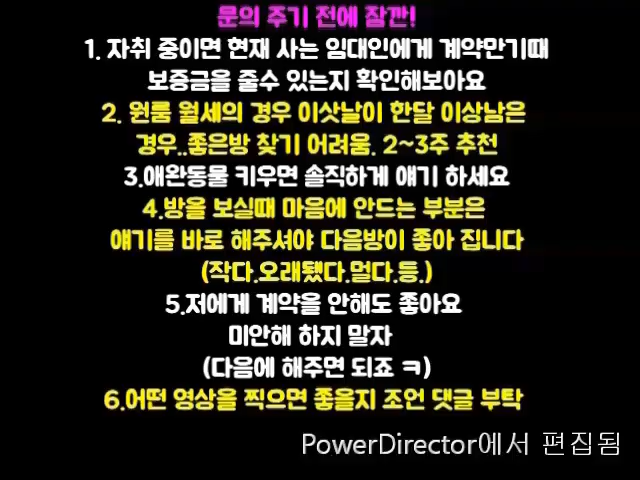 문의 주기 전에 잠깐!
1. 자취 중이면 현재 사는 임대인에게 계약만기때
보증금을 줄수 있는지 확인해보아요
2. 원룸 월세의 경우 이삿날이 한달 이상남은
경우..좋은방 찾기 어려움. 2~3주 추천
3.애완동물 키우면 솔직하게 얘기 하세요
4.방을 보실때 마음에 안드는 부분은
얘기를 바로 해주셔야 다음방이 좋아 집니다
(작다.오래됐다.멀다.등.)
5.저에게 계약을 안해도 좋아요
미안해 하지 말자
(다음에 해주면 되죠 ㅋ)
6.어떤 영상을 찍으면 좋을지 조언 댓글 부탁
PowerDirector에서 편집됨